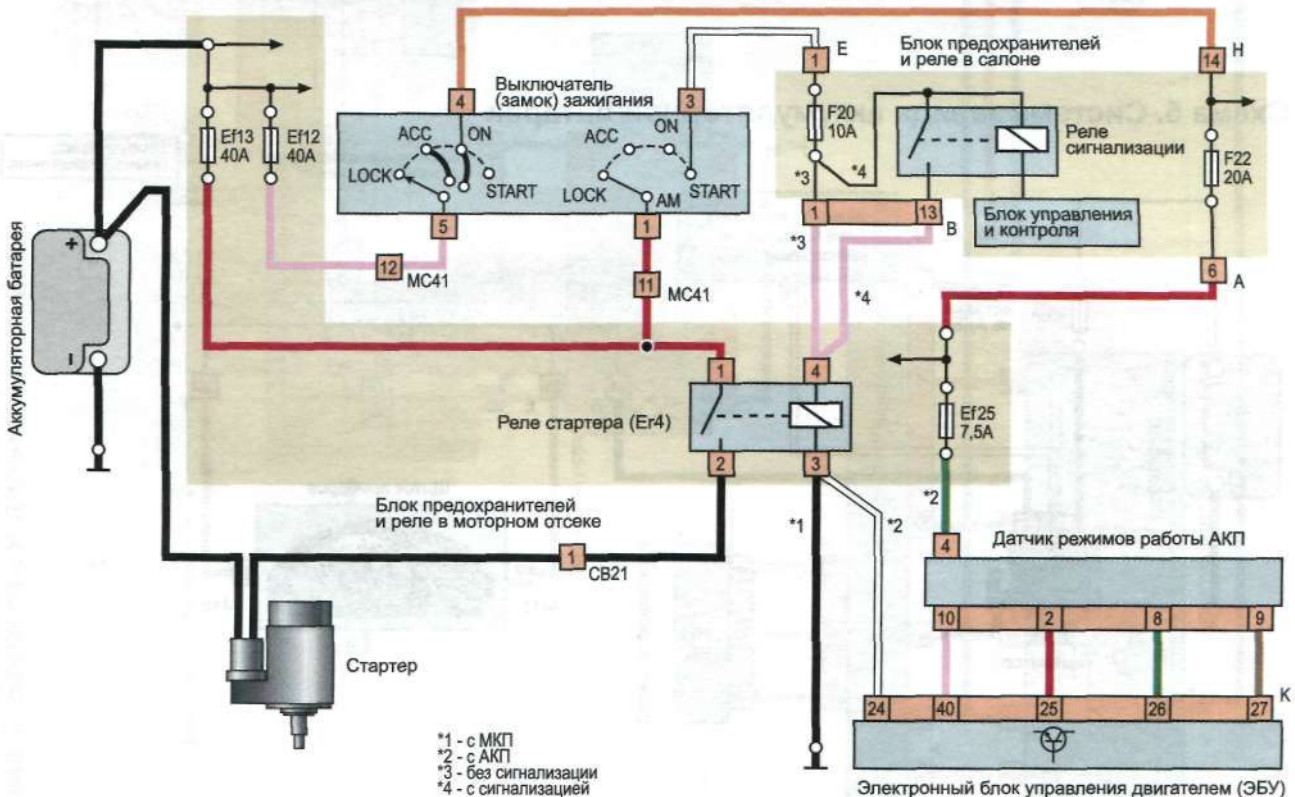 E
Блок предохранителей
и реле в салоне
H
1
14
Выключатель
(замок) зажигания
4
3
Ef13
40A
Ef12
40A
ACC
ON
LOCK
START
ACC
ON
LOCK
AM
START
F20
10A
Реле
сигнализации
F22
20A
*3
*4
5
1
1
13
B
Блок управления
и контроля
12
MC41
11
MC41
*3
*4
6
A
Аккумуляторная батарея
+
–
1
4
Реле стартера (Er4)
Ef25
7,5A
2
3
Блок предохранителей
и реле в моторном отсеке
*1
*2
*2
1
CB21
4
Датчик режимов работы АКП
10
2
8
9
Стартер
K
24
40
25
26
27
*1 - с МКП
*2 - с АКП
*3 - без сигнализации
*4 - с сигнализацией
Электронный блок управления двигателем (ЭБУ)